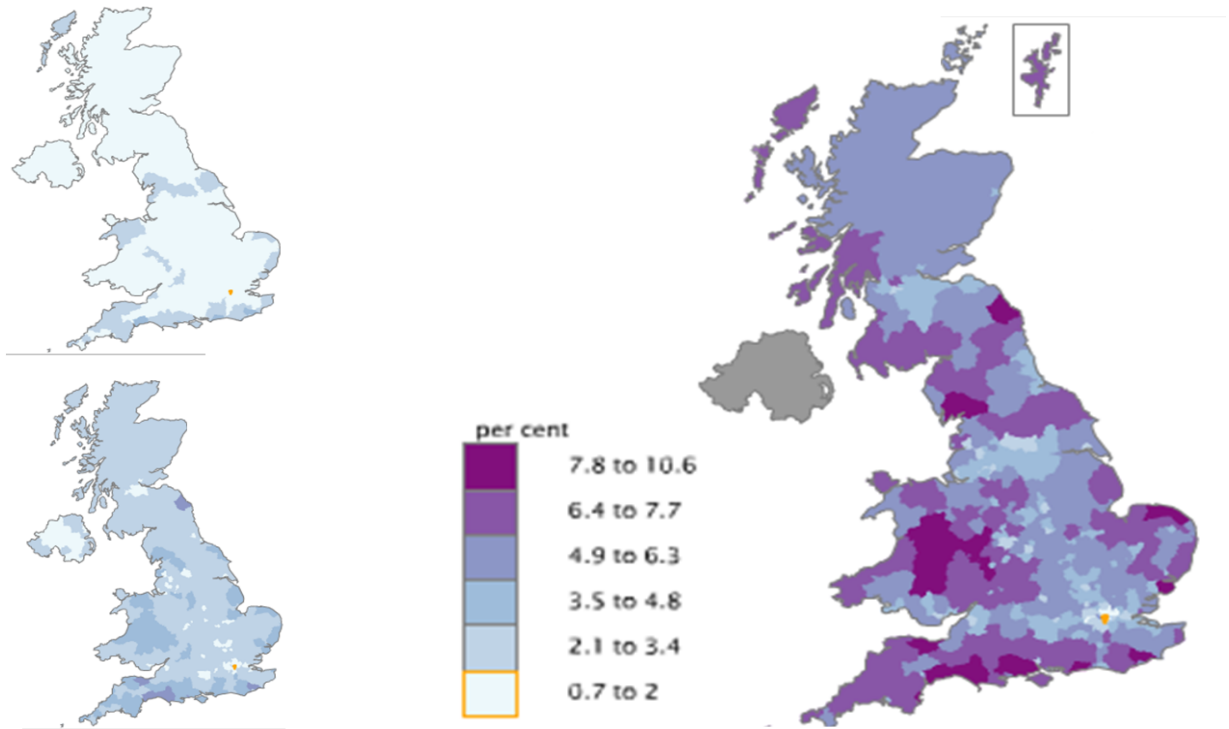 per cent
7.8 to 10.6
6.4 to 7.7
4.9 to 6.3
3.5 to 4.8
2.1 to 3.4
0.7 to 2